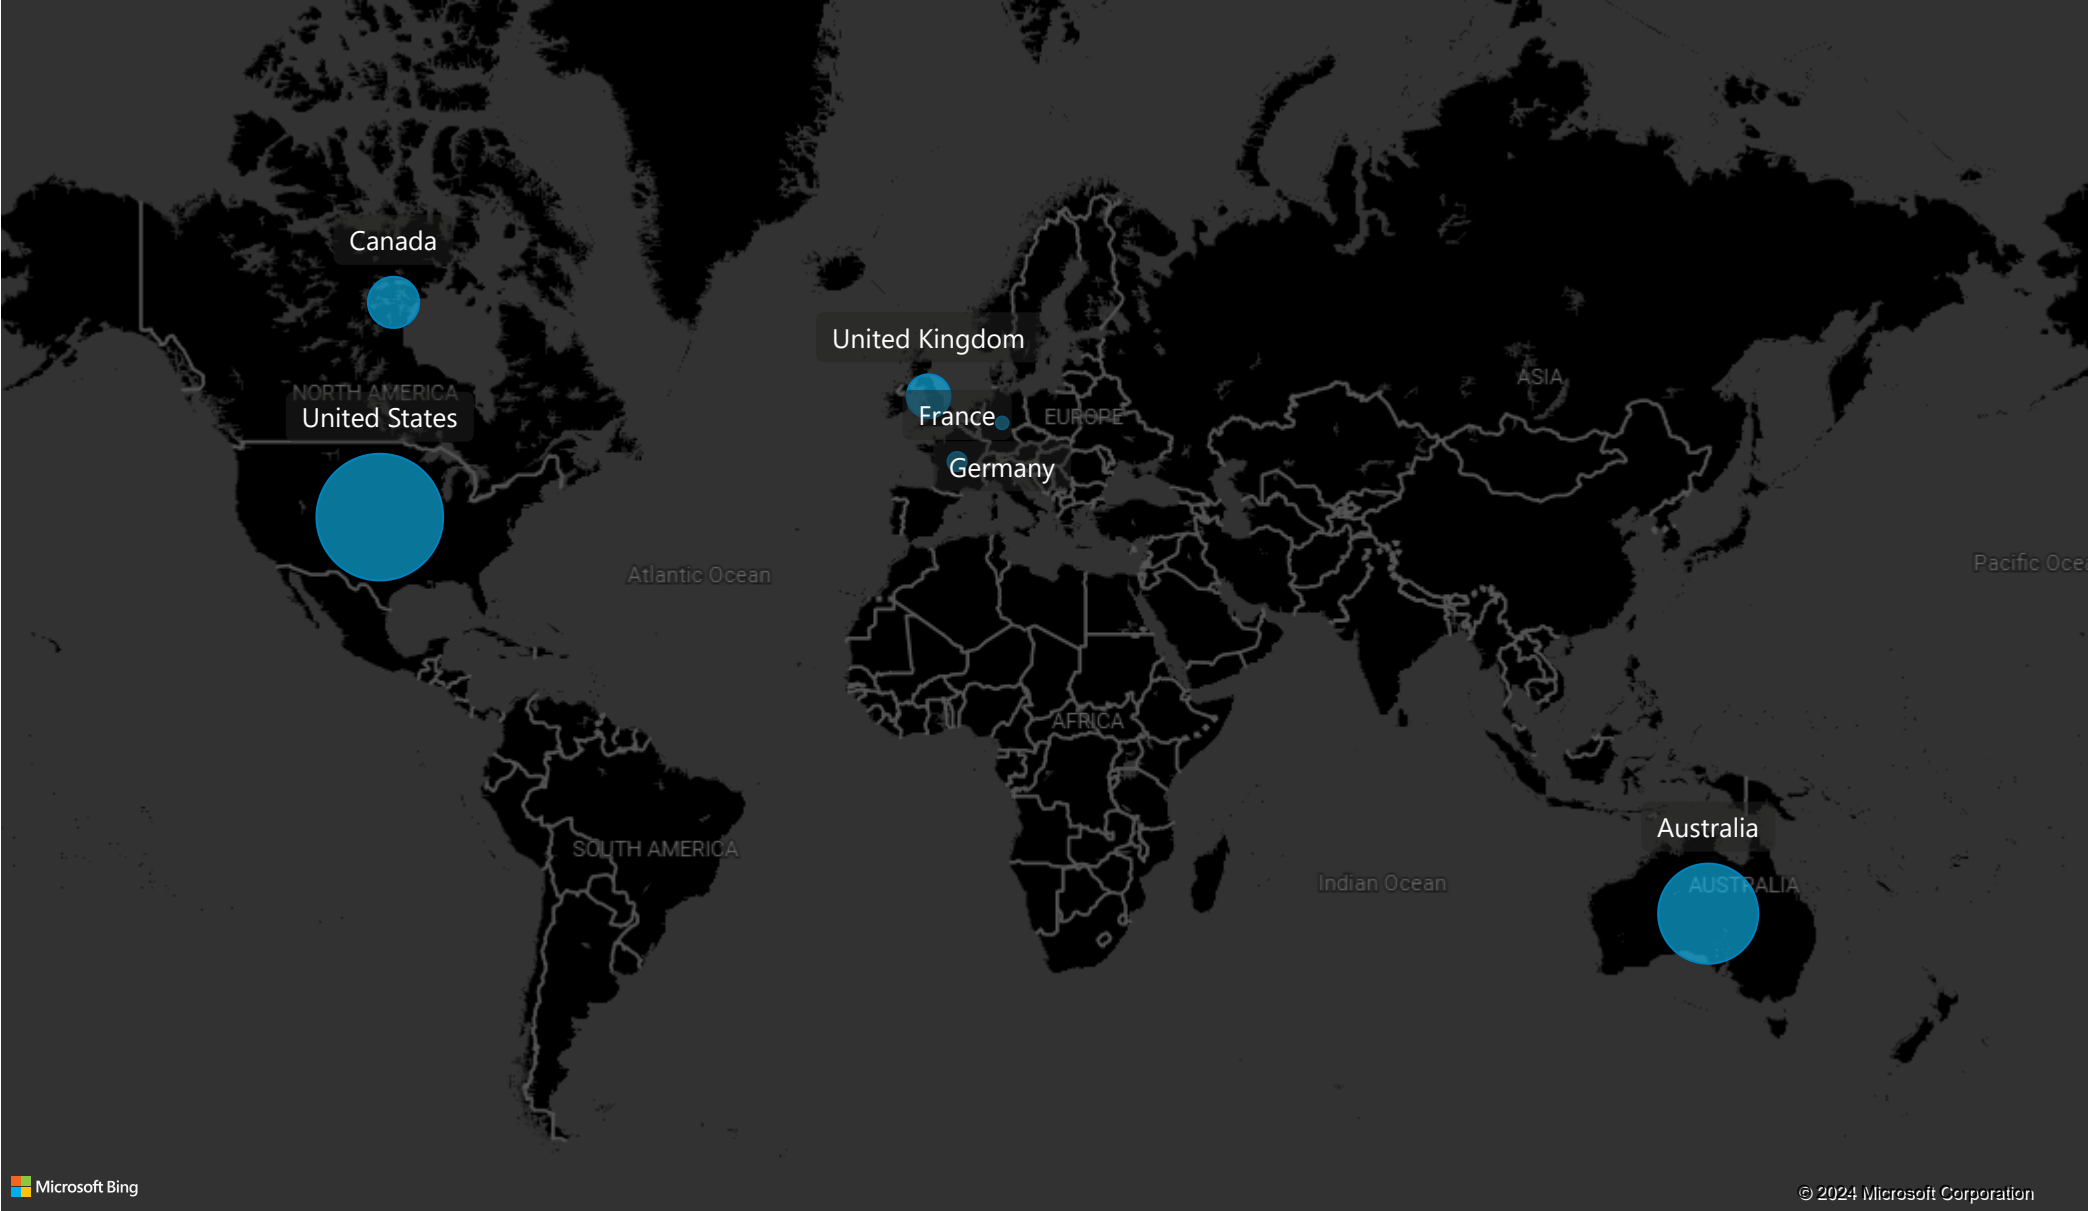 Canada
United Kingdom
ASIA
NORTH AMERICA
United States
France
EUROPE
Germany
Pacific Ocea
Atlantic Ocean
AFRICA
Australia
SOUTH AMERICA
Indian Ocean
AUSTRALIA
Microsoft Bing
© 2024 Microsoft Corporation